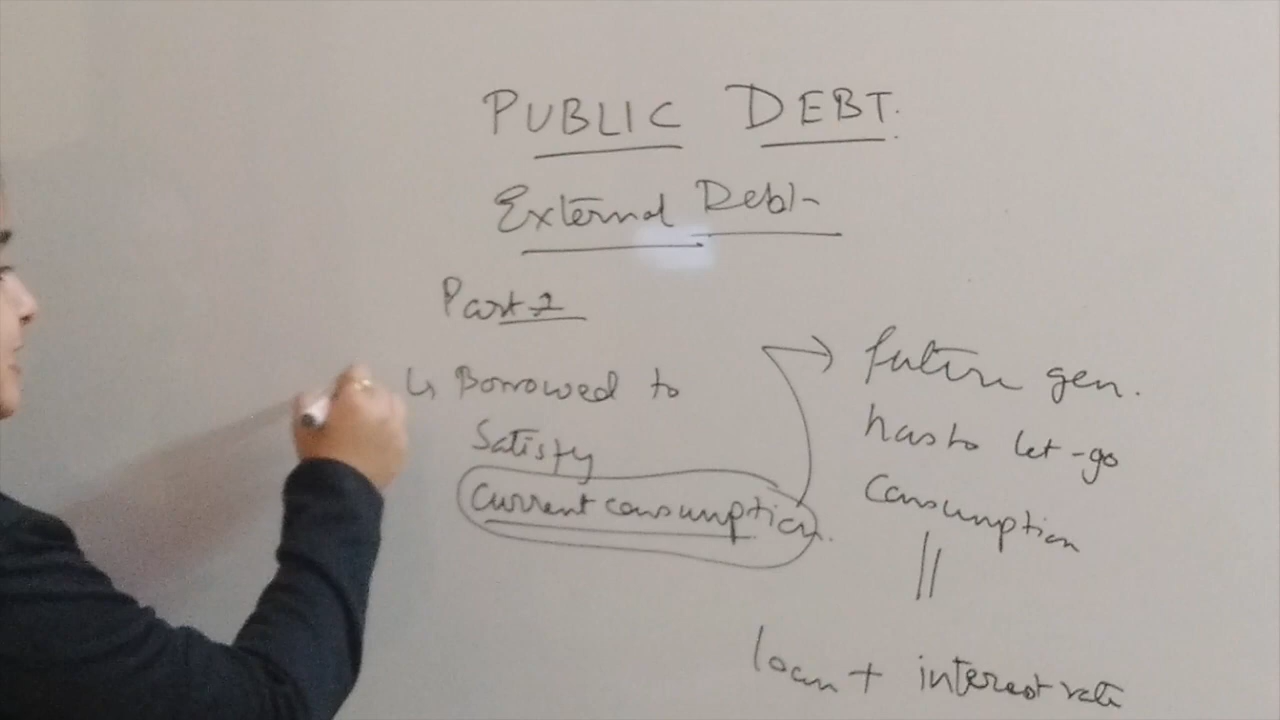 PUBLIC DEBT.
External Debt
Part-2
↳ Borrowed to
Satisfy
Current consumption.
→ future gen.
has to let-go
consumption
||
loan + interest rate